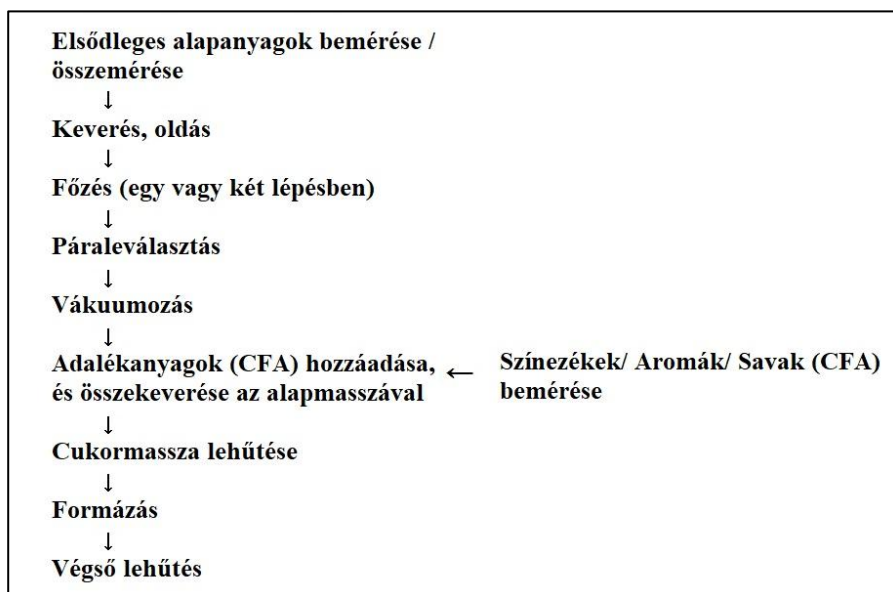 Elsődleges alapanyagok bemérése /
összemérése
↓
Keverés, oldás
↓
Főzés (egy vagy két lépésben)
↓
Páraleválasztás
↓
Vákuumozás
↓
Adalékanyagok (CFA) hozzáadása,
és összekeverése az alapmasszával
← Színezékek/ Aromák/ Savak (CFA)
bemérése
↓
Cukormassza lehűtése
↓
Formázás
↓
Végső lehűtés